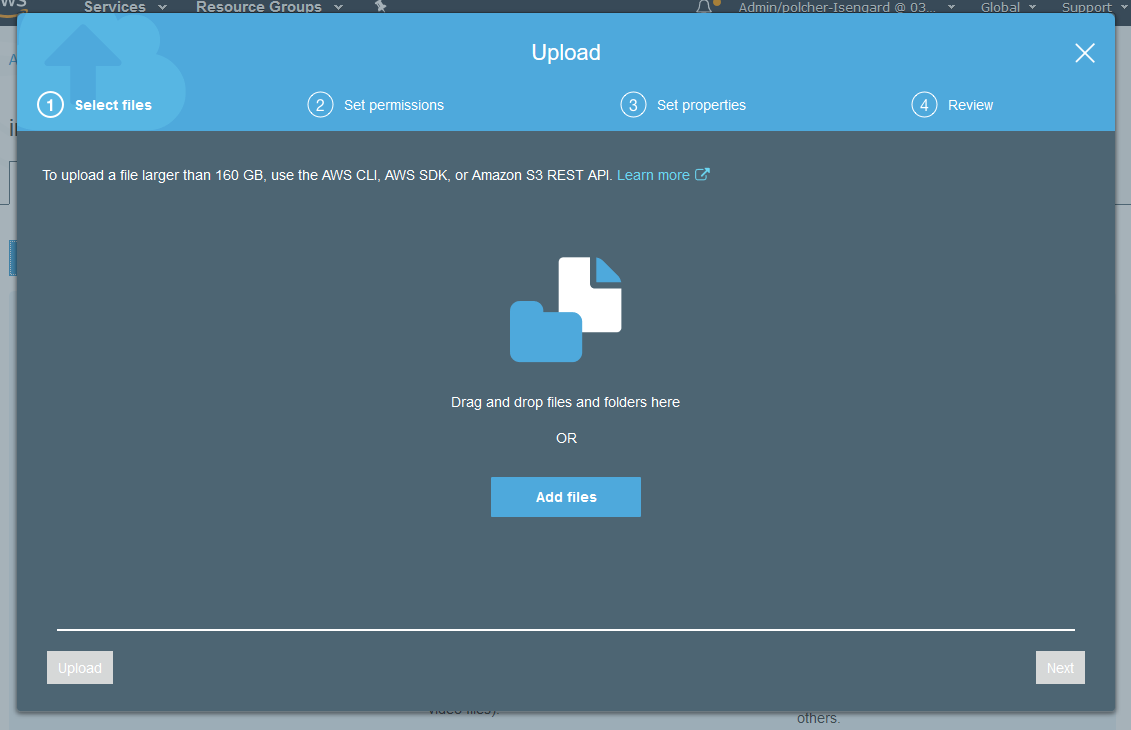 Services
Resource Groups
Admin/polcher-Isengard @ 03...
Global
Support
Upload
1 Select files
2 Set permissions
3 Set properties
4 Review
To upload a file larger than 160 GB, use the AWS CLI, AWS SDK, or Amazon S3 REST API. Learn more
Drag and drop files and folders here
OR
Add files
Upload
Next
video files).
others.